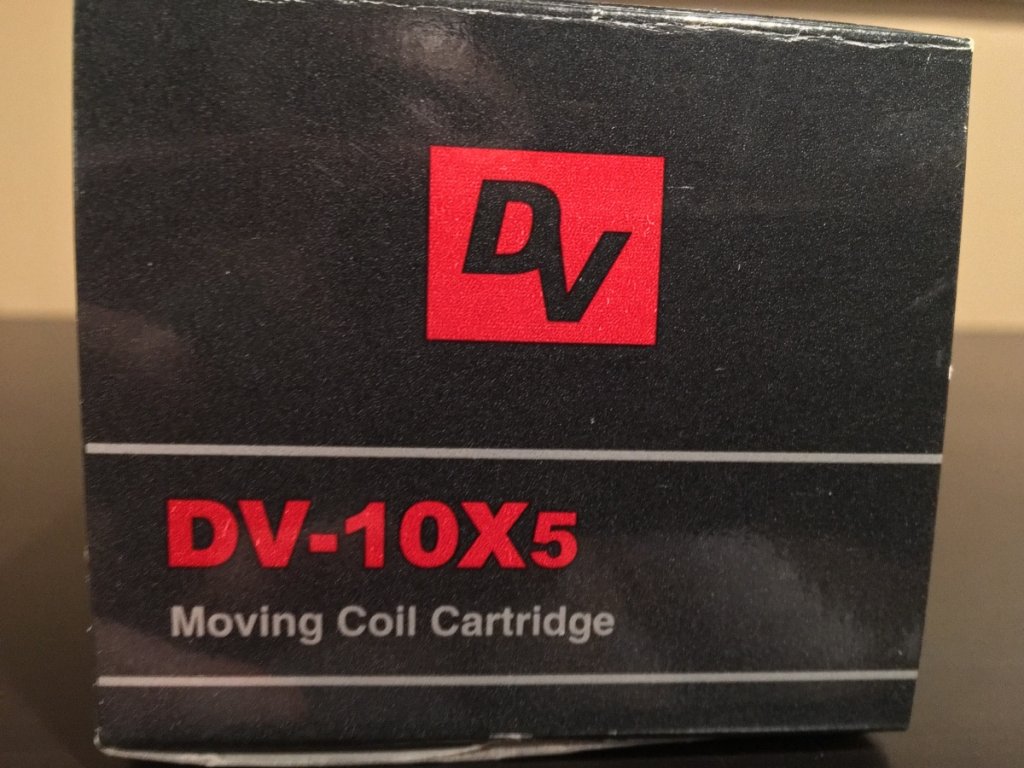 DV
DV-10X5
Moving Coil Cartridge